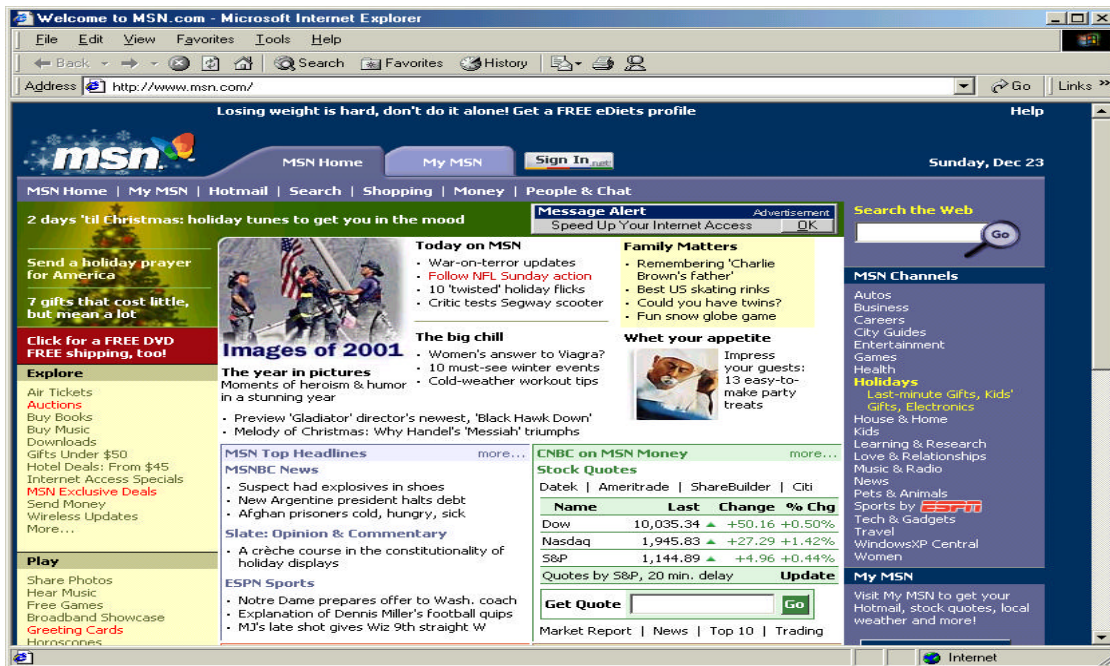 Welcome to MSN.com - Microsoft Internet Explorer
File Edit View Favorites Tools Help
Back Search Favorites History
Address http://www.msn.com/ Go Links »
Losing weight is hard, don't do it alone! Get a FREE eDiets profile Help
msn MSN Home My MSN Sign In .net Sunday, Dec 23
MSN Home | My MSN | Hotmail | Search | Shopping | Money | People & Chat
2 days 'til Christmas: holiday tunes to get you in the mood
Message Alert Advertisement
Speed Up Your Internet Access OK
Send a holiday prayer
for America
7 gifts that cost little,
but mean a lot
Click for a FREE DVD
FREE shipping, too!
Explore
Air Tickets
Auctions
Buy Books
Buy Music
Downloads
Gifts Under $50
Hotel Deals: From $45
Internet Access Specials
MSN Exclusive Deals
Send Money
Wireless Updates
More...
Play
Share Photos
Hear Music
Free Games
Broadband Showcase
Greeting Cards
Horoscopes
Images of 2001
The year in pictures
Moments of heroism & humor
in a stunning year
Today on MSN
· War-on-terror updates
· Follow NFL Sunday action
· 10 'twisted' holiday flicks
· Critic tests Segway scooter
The big chill
· Women's answer to Viagra?
· 10 must-see winter events
· Cold-weather workout tips
· Preview 'Gladiator' director's newest, 'Black Hawk Down'
· Melody of Christmas: Why Handel's 'Messiah' triumphs
Family Matters
· Remembering 'Charlie
Brown's father'
· Best US skating rinks
· Could you have twins?
· Fun snow globe game
Whet your appetite
Impress
your guests:
13 easy-to-
make party
treats
MSN Top Headlines more...
MSNBC News
· Suspect had explosives in shoes
· New Argentine president halts debt
· Afghan prisoners cold, hungry, sick
Slate: Opinion & Commentary
· A crèche course in the constitutionality of
holiday displays
ESPN Sports
· Notre Dame prepares offer to Wash. coach
· Explanation of Dennis Miller's football quips
· MJ's late shot gives Wiz 9th straight W
CNBC on MSN Money more...
Stock Quotes
Datek | Ameritrade | ShareBuilder | Citi
Name Last Change % Chg
Dow 10,035.34 ▲ +50.16 +0.50%
Nasdaq 1,945.83 ▲ +27.29 +1.42%
S&P 1,144.89 ▲ +4.96 +0.44%
Quotes by S&P, 20 min. delay Update
Get Quote Go
Market Report | News | Top 10 | Trading
Search the Web
Go
MSN Channels
Autos
Business
Careers
City Guides
Entertainment
Games
Health
Holidays
Last-minute Gifts, Kids'
Gifts, Electronics
House & Home
Kids
Learning & Research
Love & Relationships
Music & Radio
News
Pets & Animals
Sports by ESPN
Tech & Gadgets
Travel
WindowsXP Central
Women
My MSN
Visit My MSN to get your
Hotmail, stock quotes, local
weather and more!
Internet